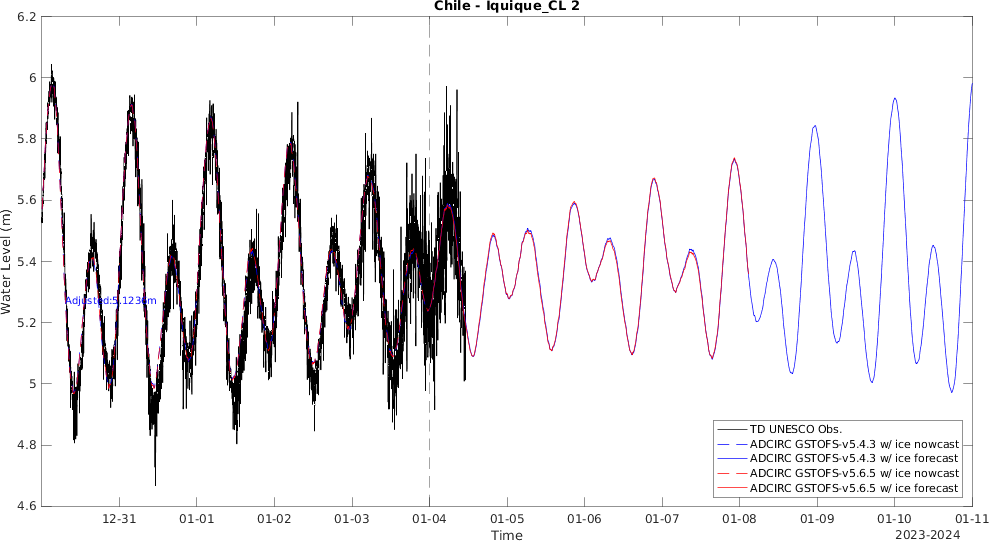 Chile - Iquique_CL 2
Water Level (m)
6.2
6
5.8
5.6
5.4
5.2
5
4.8
4.6
Adjusted:5.1236m
TD UNESCO Obs.
ADCIRC GSTOFS-v5.4.3 w/ ice nowcast
ADCIRC GSTOFS-v5.4.3 w/ ice forecast
ADCIRC GSTOFS-v5.6.5 w/ ice nowcast
ADCIRC GSTOFS-v5.6.5 w/ ice forecast
12-31 01-01 01-02 01-03 01-04 01-05 01-06 01-07 01-08 01-09 01-10 01-11
Time
2023-2024